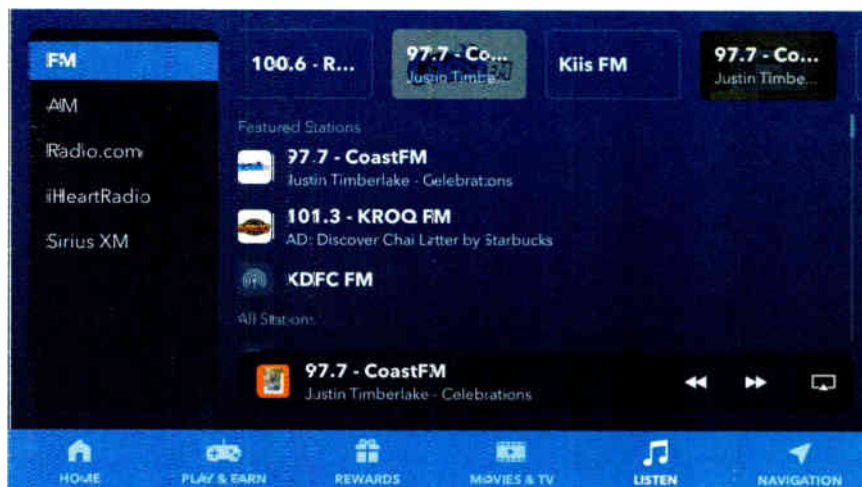 FM
AM
Radio.com
iHeartRadio
Sirius XM
100.6 - R...
97.7 - Co...
Justin Timbe...
Kiis FM
97.7 - Co...
Justin Timbe...
Featured Stations
97.7 - CoastFM
Justin Timberlake - Celebrations
101.3 - KROQ FM
AD: Discover Chai Latter by Starbucks
KDFC FM
All Stations
97.7 - CoastFM
Justin Timberlake - Celebrations
HOME
PLAY & EARN
REWARDS
MOVIES & TV
LISTEN
NAVIGATION